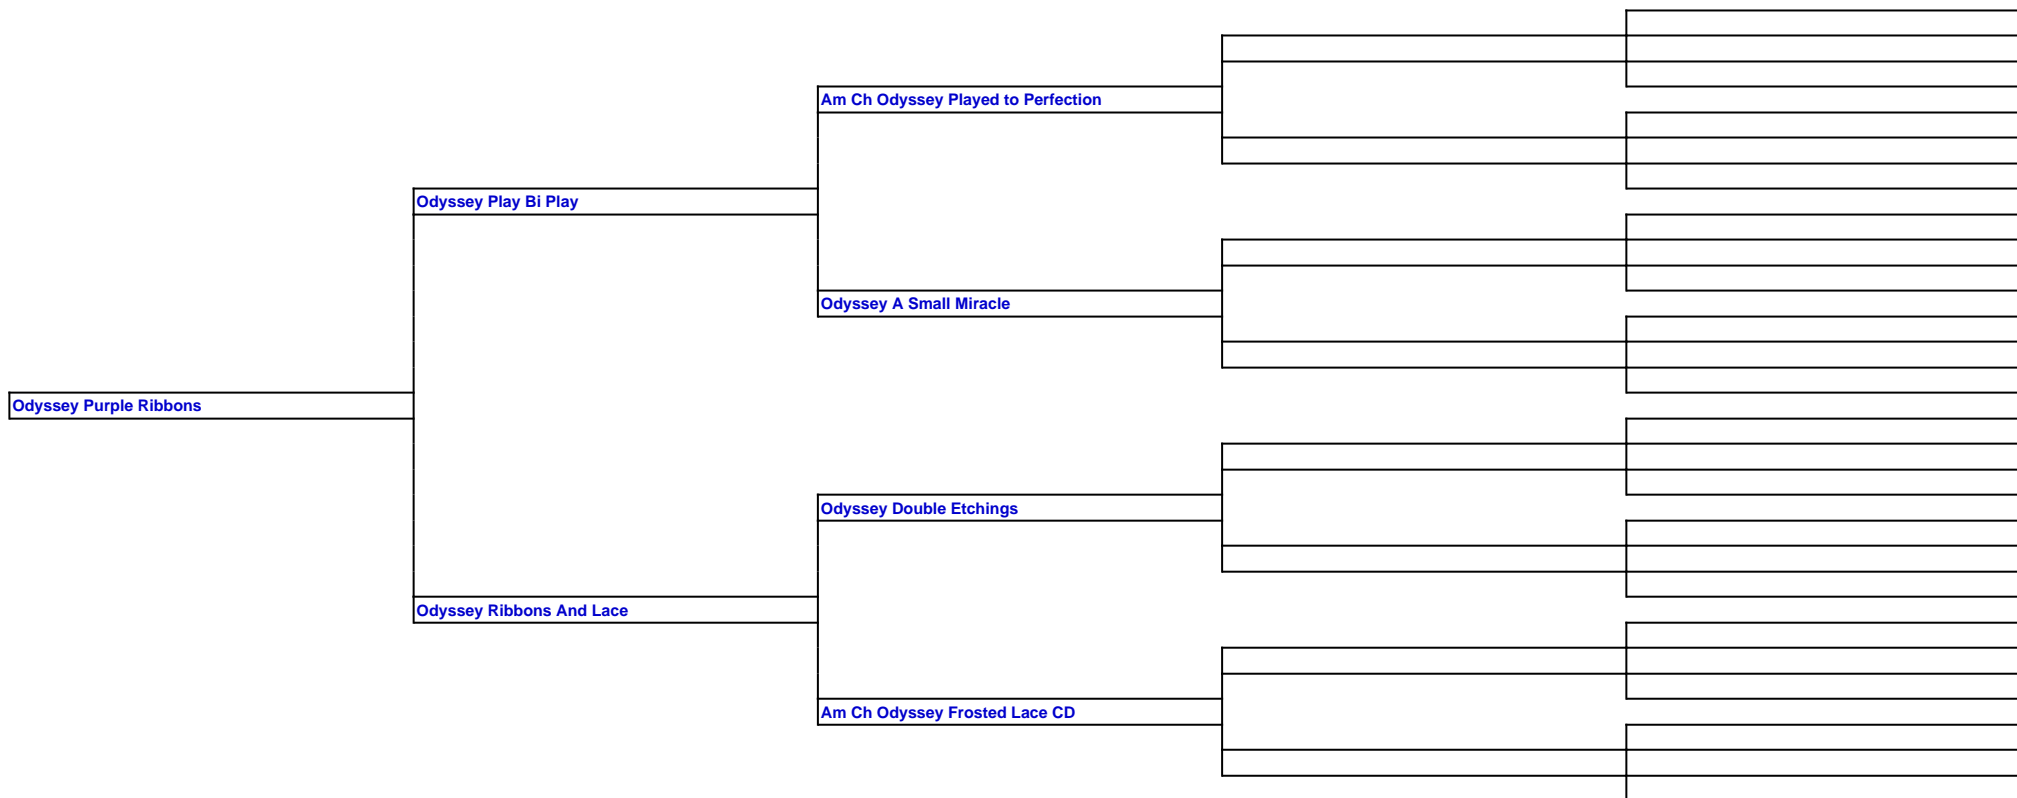 Am Ch Odyssey Played to Perfection
Odyssey Play Bi Play
Odyssey A Small Miracle
Odyssey Purple Ribbons
Odyssey Double Etchings
Odyssey Ribbons And Lace
Am Ch Odyssey Frosted Lace CD